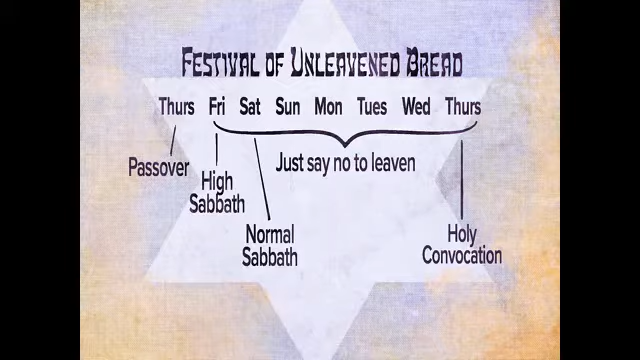 FESTIVAL OF UNLEAVENED BREAD
Thurs Fri Sat Sun Mon Tues Wed Thurs
Passover
High
Sabbath
Just say no to leaven
Normal
Sabbath
Holy
Convocation